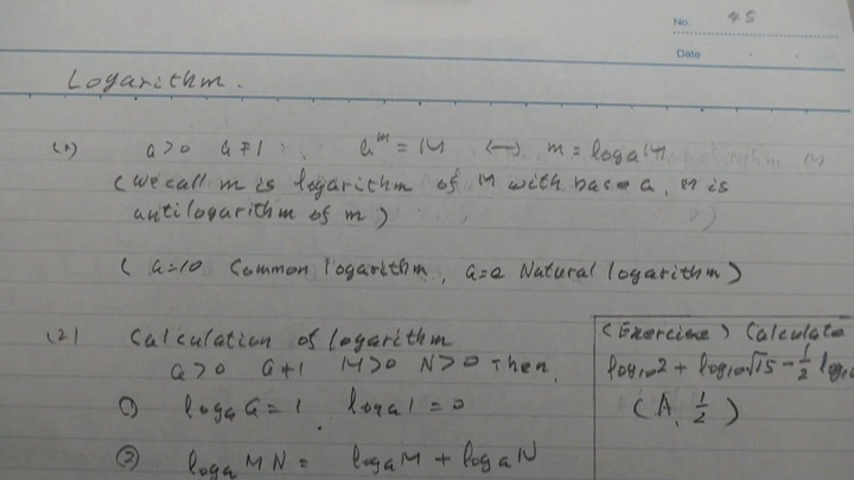 No. 45
Date
Logarithm.
(1) a>0 a≠1 a^m = M ⟷ m = log_a M
(We call m is logarithm of M with base a, M is
antilogarithm of m)
(a=10 Common logarithm, a=e Natural logarithm)
(2) Calculation of logarithm
a>0 a≠1 M>0 N>0 Then,
① log_a a = 1, log_a 1 = 0
② log_a MN = log_a M + log_a N
(Exercise) Calculate
log₁₀2 + log₁₀√15 - 1/2 log₁₀
(A. 1/2)